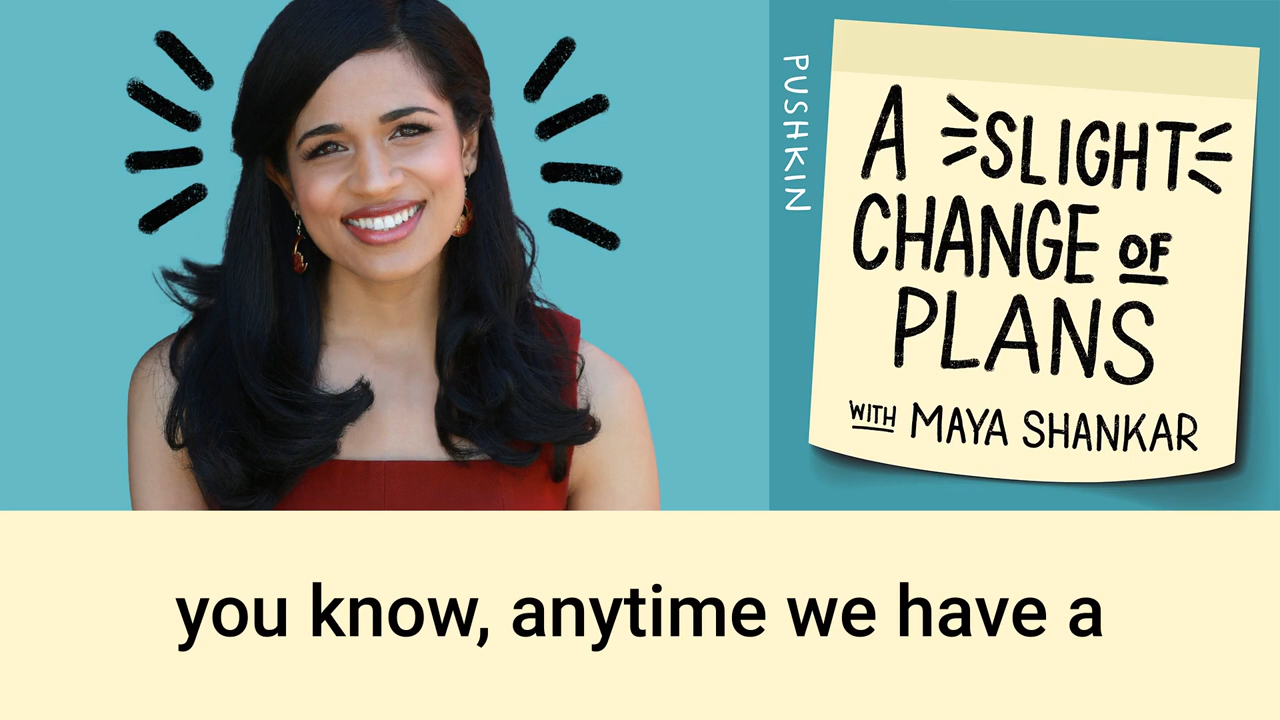 PUSHKIN
A SLIGHT
CHANGE OF
PLANS
WITH MAYA SHANKAR
you know, anytime we have a